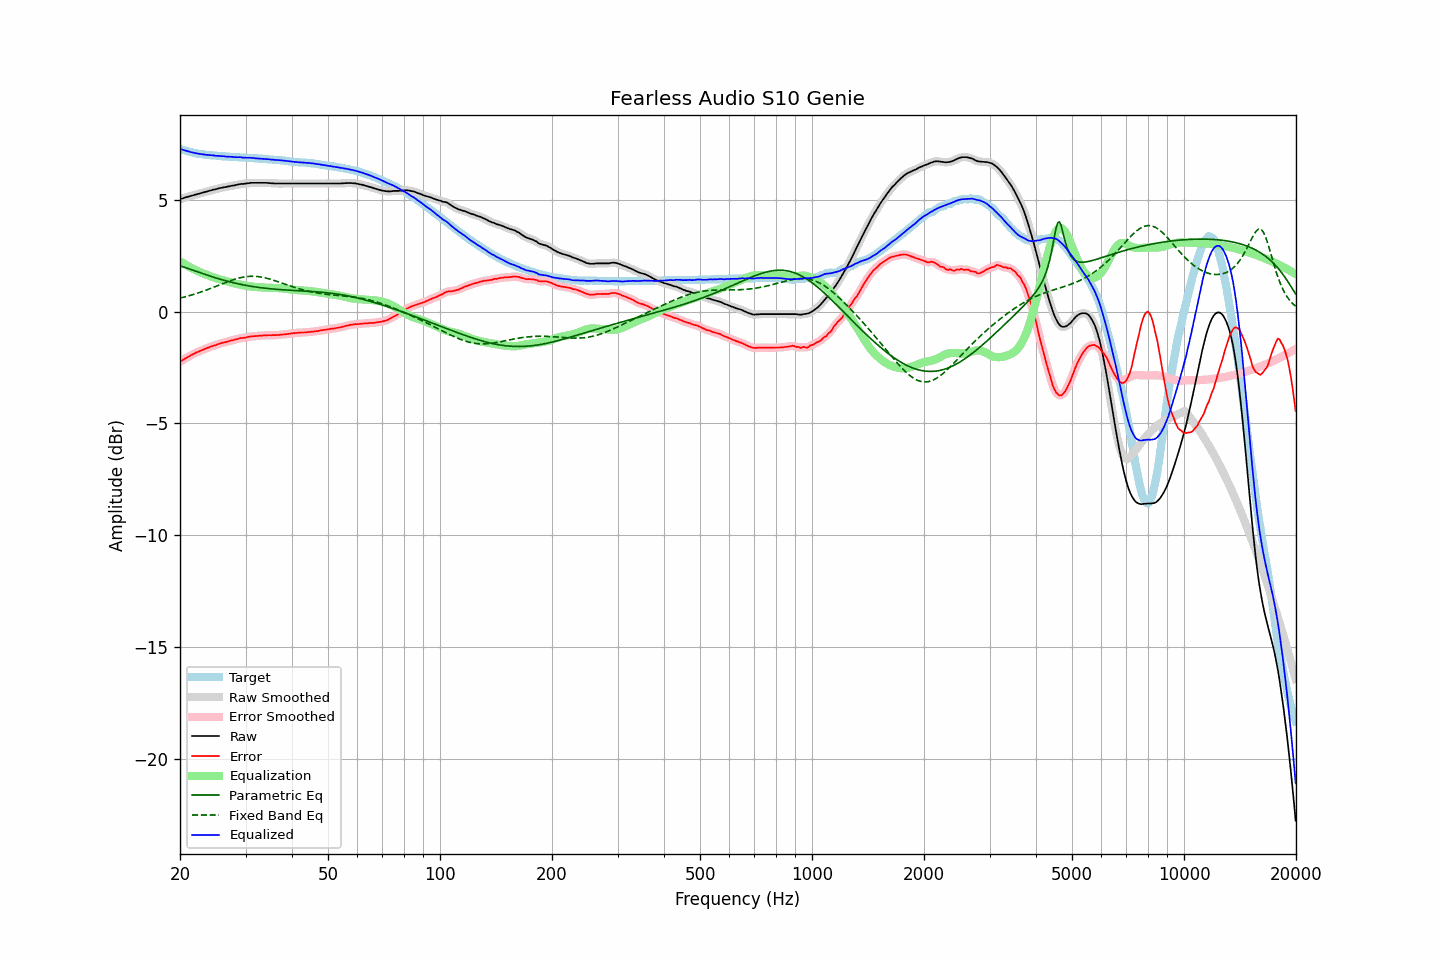 Fearless Audio S10 Genie
Amplitude (dBr)
5
0
−5
−10
−15
−20
Target
Raw Smoothed
Error Smoothed
Raw
Error
Equalization
Parametric Eq
Fixed Band Eq
Equalized
20 50 100 200 500 1000 2000 5000 10000 20000
Frequency (Hz)